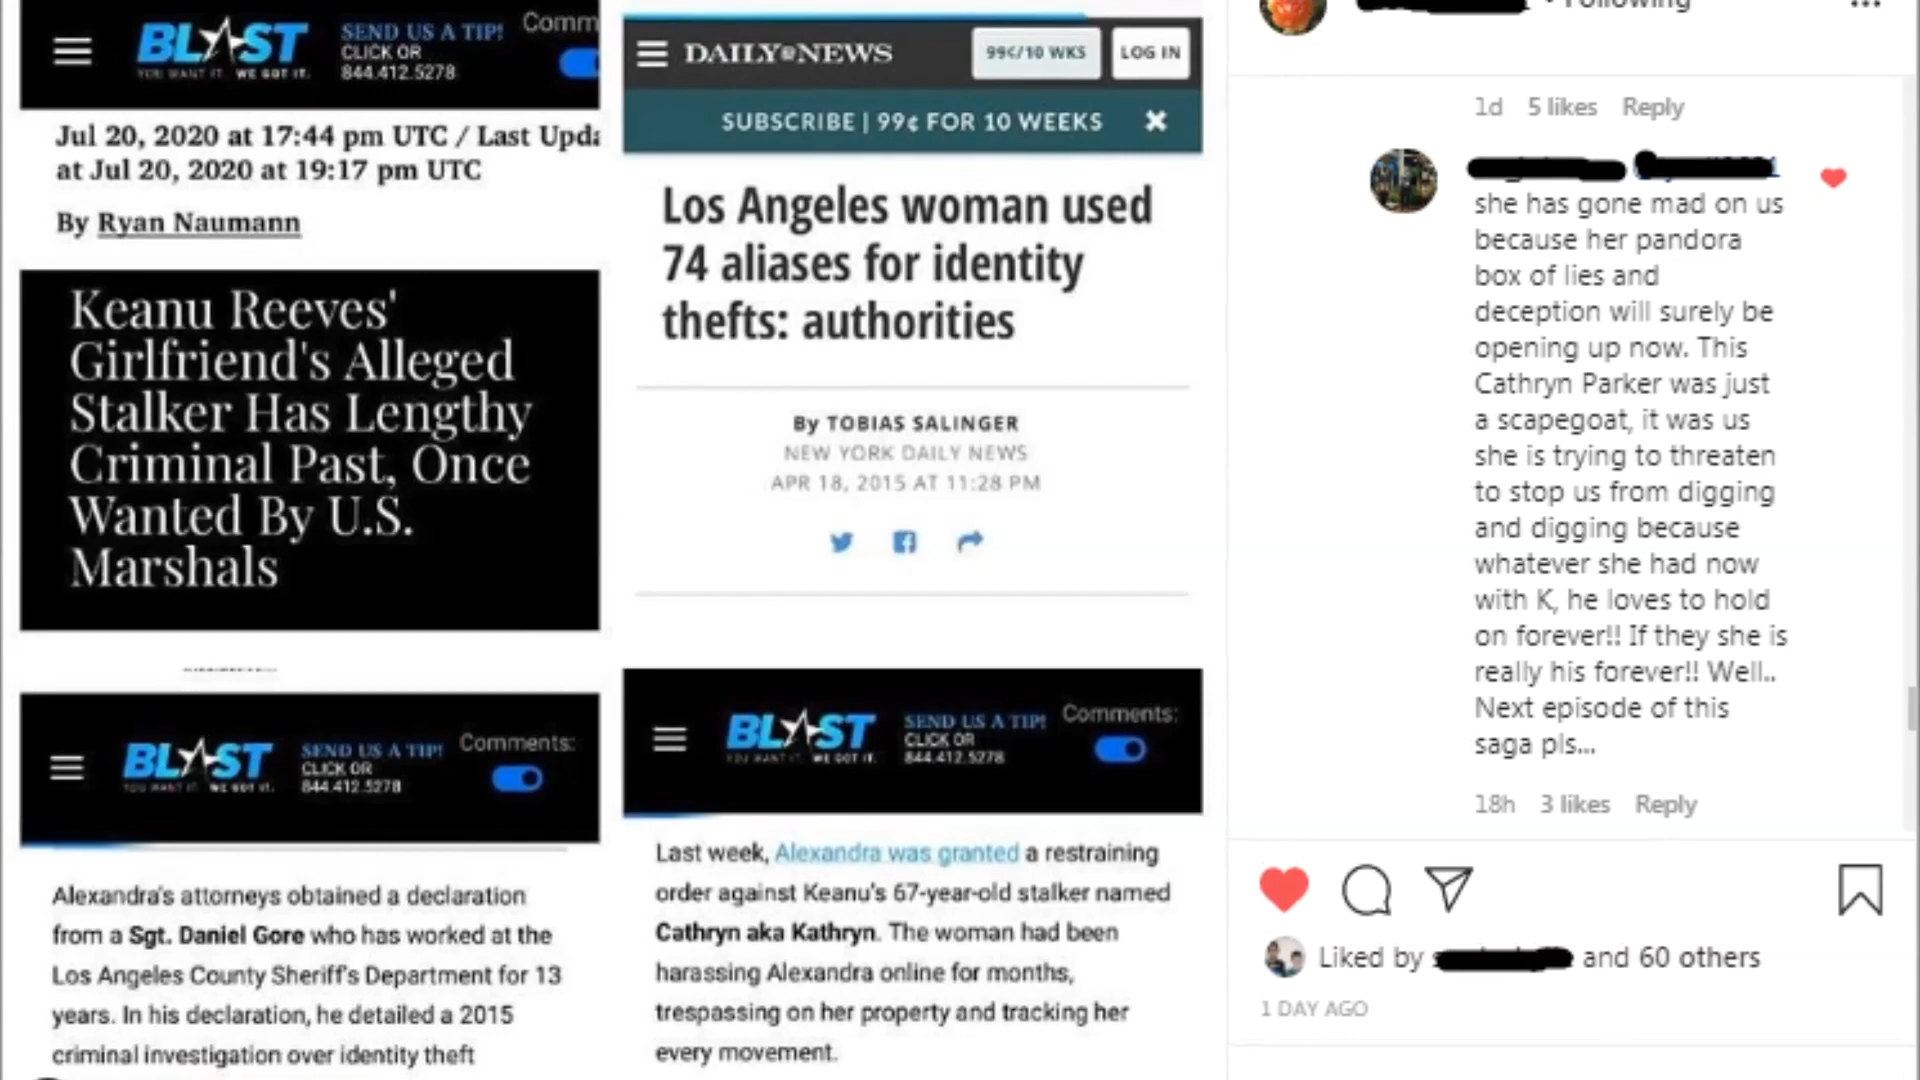 BLAST
YOU WANT IT. WE GOT IT.
SEND US A TIP!
CLICK OR
844.412.5278
Comm
Jul 20, 2020 at 17:44 pm UTC / Last Upda
at Jul 20, 2020 at 19:17 pm UTC
By Ryan Naumann
Keanu Reeves'
Girlfriend's Alleged
Stalker Has Lengthy
Criminal Past, Once
Wanted By U.S.
Marshals
DAILY NEWS
99¢/10 WKS
LOG IN
SUBSCRIBE | 99¢ FOR 10 WEEKS
Los Angeles woman used
74 aliases for identity
thefts: authorities
By TOBIAS SALINGER
NEW YORK DAILY NEWS
APR 18, 2015 AT 11:28 PM
BLAST
YOU WANT IT. WE GOT IT.
SEND US A TIP!
CLICK OR
844.412.5278
Comments:
Alexandra's attorneys obtained a declaration
from a Sgt. Daniel Gore who has worked at the
Los Angeles County Sheriff's Department for 13
years. In his declaration, he detailed a 2015
criminal investigation over identity theft
BLAST
YOU WANT IT. WE GOT IT.
SEND US A TIP!
CLICK OR
844.412.5278
Comments:
Last week, Alexandra was granted a restraining
order against Keanu's 67-year-old stalker named
Cathryn aka Kathryn. The woman had been
harassing Alexandra online for months,
trespassing on her property and tracking her
every movement.
• Following
1d 5 likes Reply
she has gone mad on us
because her pandora
box of lies and
deception will surely be
opening up now. This
Cathryn Parker was just
a scapegoat, it was us
she is trying to threaten
to stop us from digging
and digging because
whatever she had now
with K, he loves to hold
on forever!! If they she is
really his forever!! Well..
Next episode of this
saga pls...
18h 3 likes Reply
Liked by and 60 others
1 DAY AGO